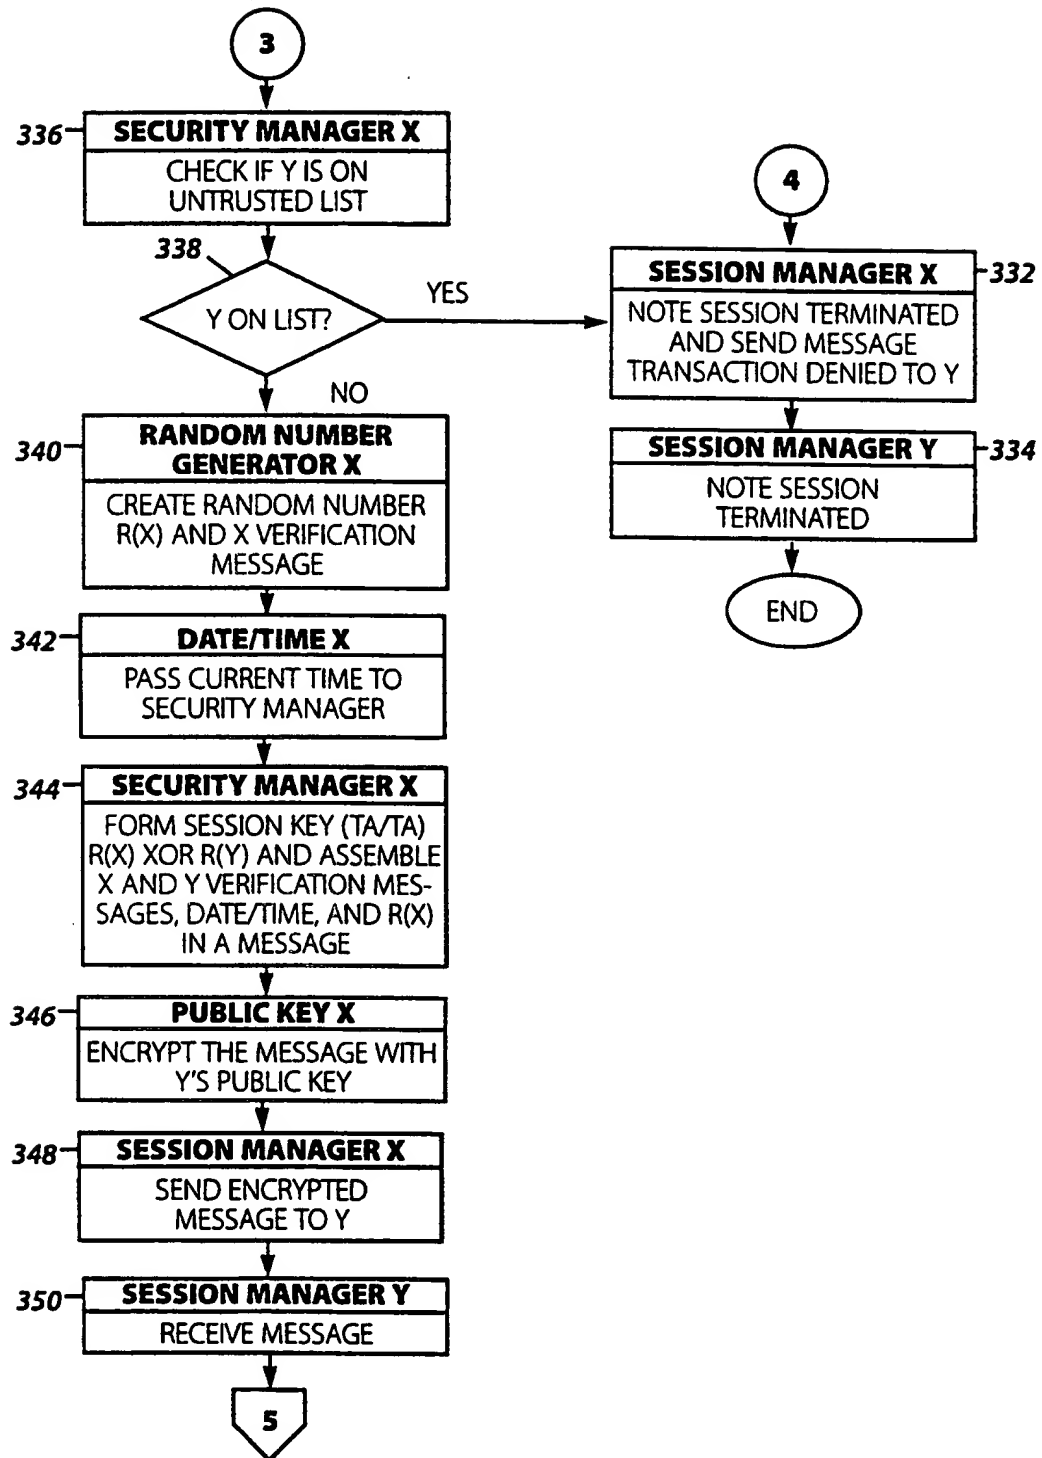 3
336
SECURITY MANAGER X
CHECK IF Y IS ON
UNTRUSTED LIST
338
Y ON LIST?
YES
NO
340
RANDOM NUMBER
GENERATOR X
CREATE RANDOM NUMBER
R(X) AND X VERIFICATION
MESSAGE
342
DATE/TIME X
PASS CURRENT TIME TO
SECURITY MANAGER
344
SECURITY MANAGER X
FORM SESSION KEY (TA/TA)
R(X) XOR R(Y) AND ASSEMBLE
X AND Y VERIFICATION MES-
SAGES, DATE/TIME, AND R(X)
IN A MESSAGE
346
PUBLIC KEY X
ENCRYPT THE MESSAGE WITH
Y'S PUBLIC KEY
348
SESSION MANAGER X
SEND ENCRYPTED
MESSAGE TO Y
350
SESSION MANAGER Y
RECEIVE MESSAGE
5
4
SESSION MANAGER X
332
NOTE SESSION TERMINATED
AND SEND MESSAGE
TRANSACTION DENIED TO Y
SESSION MANAGER Y
334
NOTE SESSION
TERMINATED
END